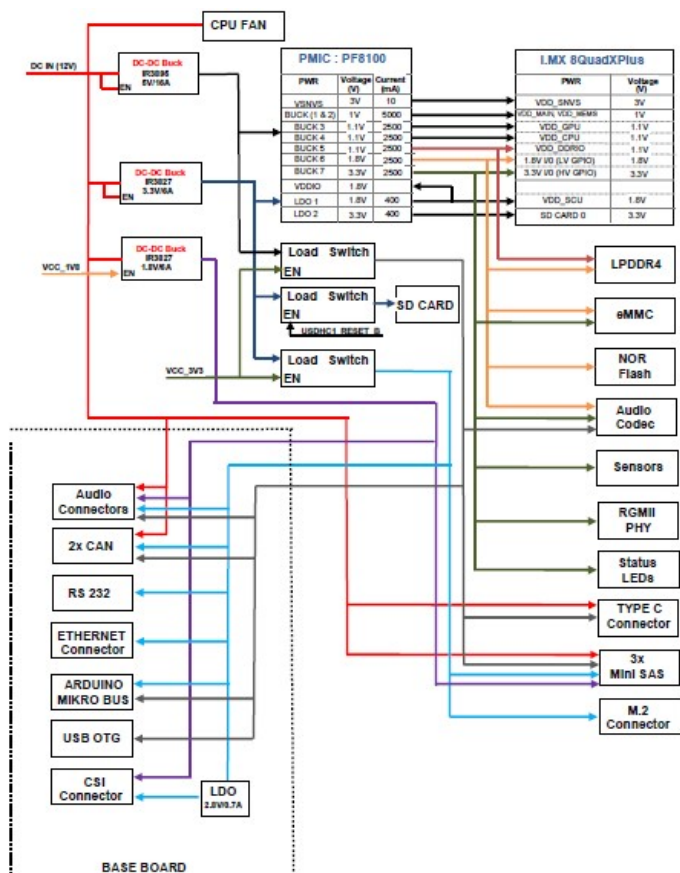 CPU FAN
DC IN (12V)
DC-DC Buck
IR3895
5V/16A
EN
DC-DC Buck
IR3827
3.3V/6A
EN
DC-DC Buck
IR3827
1.8V/6A
VCC_1V8
EN
PMIC : PF8100
PWR Voltage (V) Current (mA)
VSNVS 3V 10
BUCK (1 & 2) 1V 5000
BUCK 3 1.1V 2500
BUCK 4 1.1V 2500
BUCK 5 1.1V 2500
BUCK 6 1.8V 2500
BUCK 7 3.3V 2500
VDDIO 1.8V
LDO 1 1.8V 400
LDO 2 3.3V 400
I.MX 8QuadXPlus
PWR Voltage (V)
VDD_SNVS 3V
VDD_MAIN, VDD_MEMS 1V
VDD_GPU 1.1V
VDD_CPU 1.1V
VDD_DDRIO 1.1V
1.8V I/0 (LV GPIO) 1.8V
3.3V I/0 (HV GPIO) 3.3V
VDD_SCU 1.8V
SD CARD 0 3.3V
Load Switch
EN
Load Switch
EN
SD CARD
USDHC1_RESET_B
Load Switch
EN
VCC_3V3
LPDDR4
eMMC
NOR
Flash
Audio
Codec
Sensors
RGMII
PHY
Status
LEDs
TYPE C
Connector
3x
Mini SAS
M.2
Connector
Audio
Connectors
2x CAN
RS 232
ETHERNET
Connector
ARDUINO
MIKRO BUS
USB OTG
CSI
Connector
LDO
2.8V/0.7A
BASE BOARD